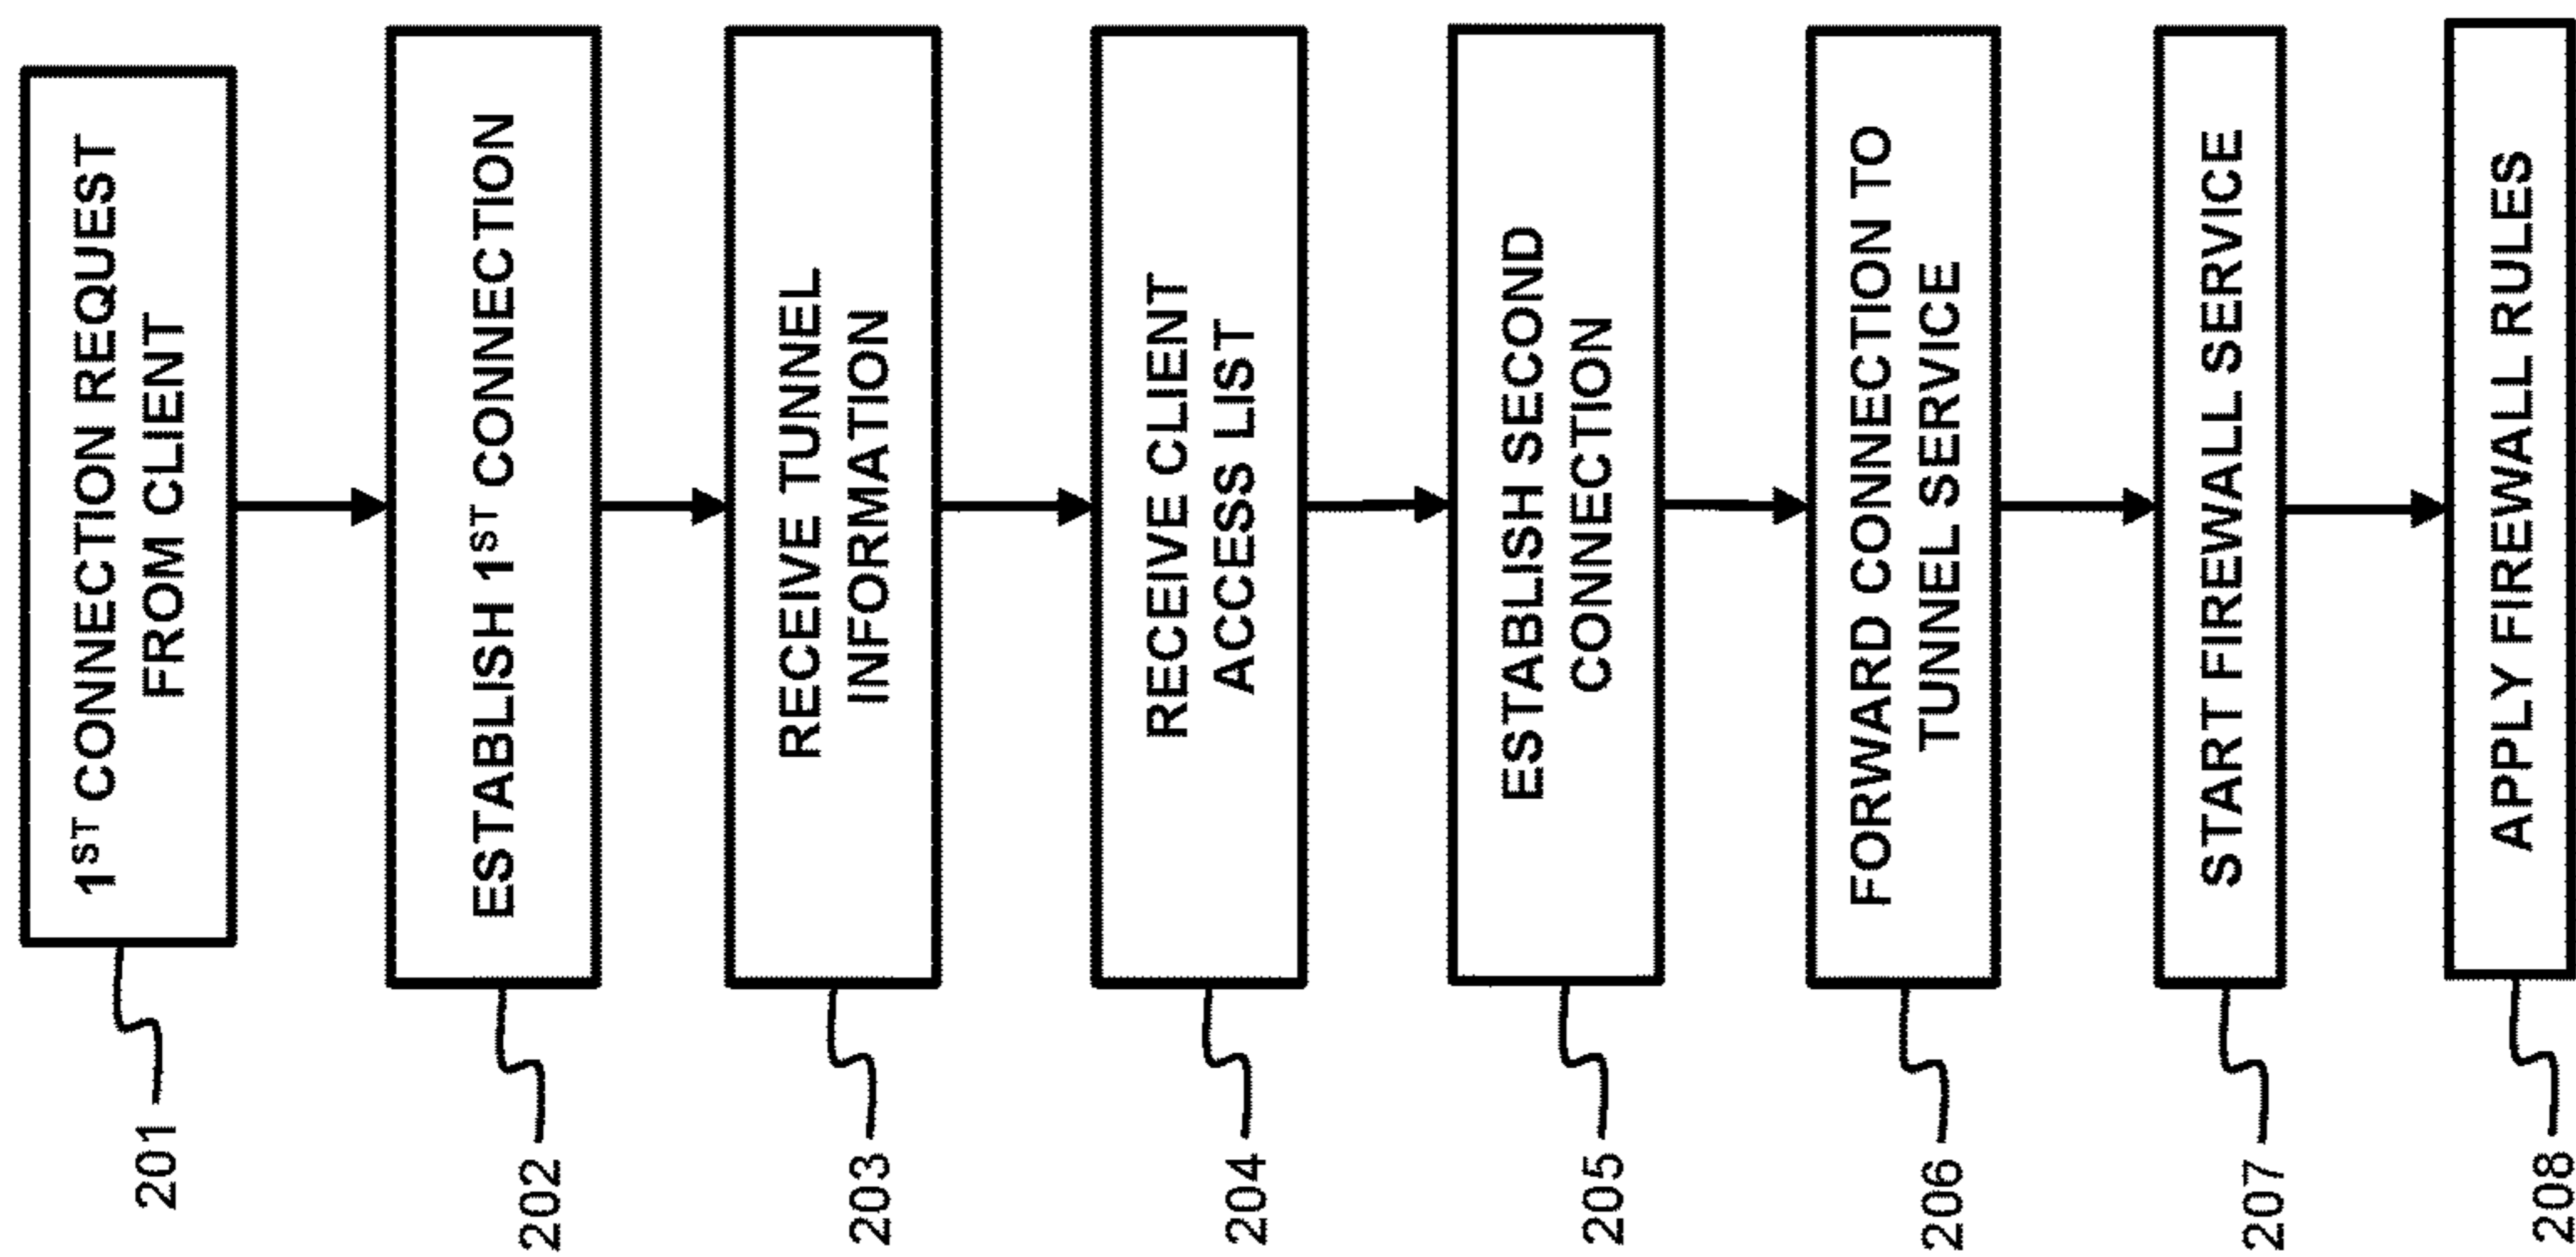 201
1ST CONNECTION REQUEST
FROM CLIENT
202
ESTABLISH 1ST CONNECTION
203
RECEIVE TUNNEL
INFORMATION
204
RECEIVE CLIENT
ACCESS LIST
205
ESTABLISH SECOND
CONNECTION
206
FORWARD CONNECTION TO
TUNNEL SERVICE
207
START FIREWALL SERVICE
208
APPLY FIREWALL RULES